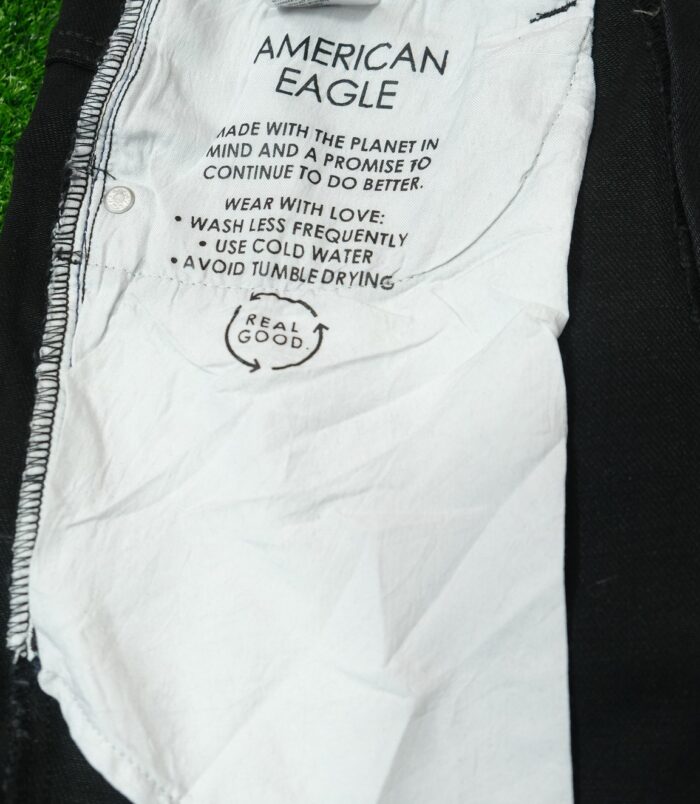 AMERICAN
EAGLE
MADE WITH THE PLANET IN
MIND AND A PROMISE TO
CONTINUE TO DO BETTER.
WEAR WITH LOVE:
• WASH LESS FREQUENTLY
• USE COLD WATER
• AVOID TUMBLE DRYING
REAL
GOOD.